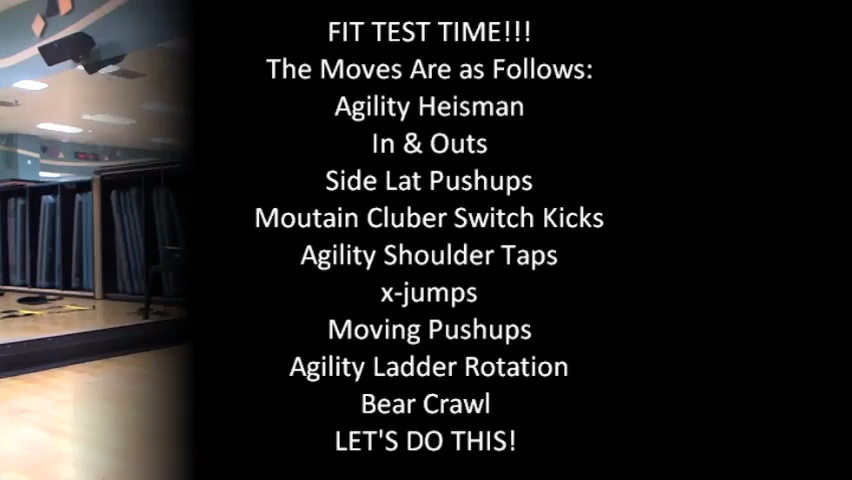 FIT TEST TIME!!!
The Moves Are as Follows:
Agility Heisman
In & Outs
Side Lat Pushups
Moutain Cluber Switch Kicks
Agility Shoulder Taps
x-jumps
Moving Pushups
Agility Ladder Rotation
Bear Crawl
LET'S DO THIS!